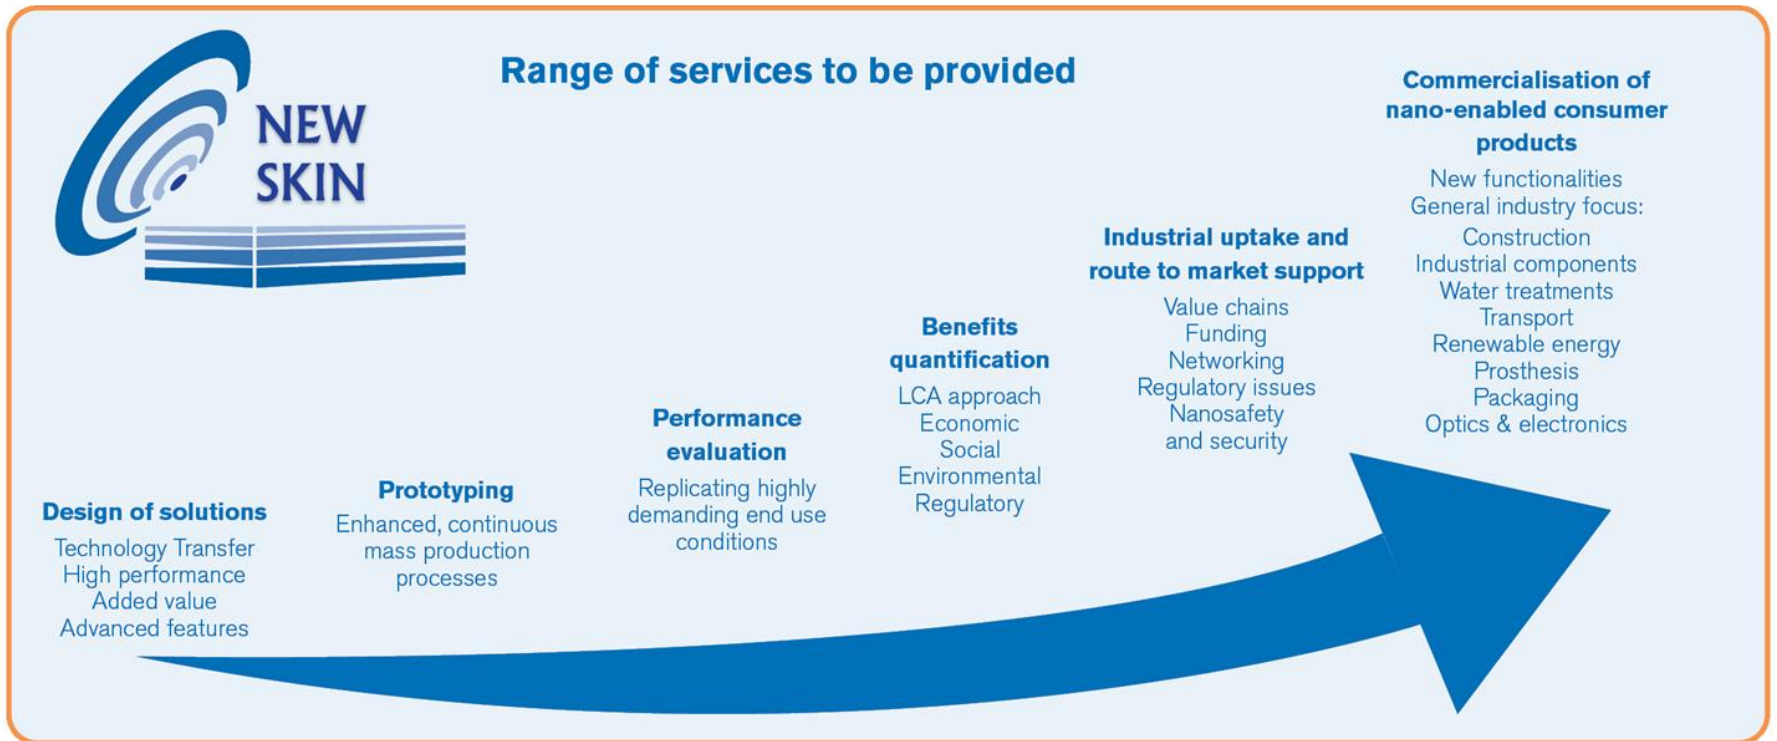 NEW
SKIN
Range of services to be provided
Design of solutions
Technology Transfer
High performance
Added value
Advanced features
Prototyping
Enhanced, continuous
mass production
processes
Performance
evaluation
Replicating highly
demanding end use
conditions
Benefits
quantification
LCA approach
Economic
Social
Environmental
Regulatory
Industrial uptake and
route to market support
Value chains
Funding
Networking
Regulatory issues
Nanosafety
and security
Commercialisation of
nano-enabled consumer
products
New functionalities
General industry focus:
Construction
Industrial components
Water treatments
Transport
Renewable energy
Prosthesis
Packaging
Optics & electronics